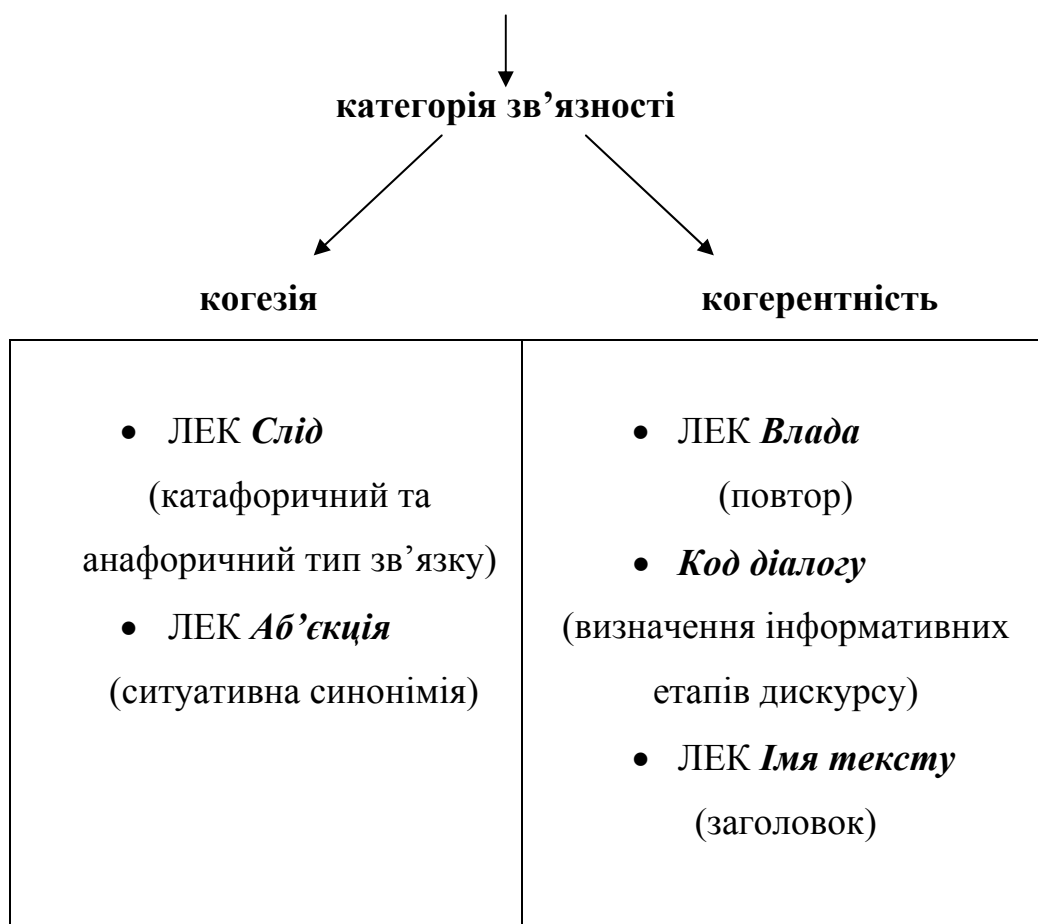 категорія зв’язності
когезія
когерентність
• ЛЕК Слід
(катафоричний та
анафоричний тип зв’язку)
• ЛЕК Аб’єкція
(ситуативна синонімія)
• ЛЕК Влада
(повтор)
• Код діалогу
(визначення інформативних
етапів дискурсу)
• ЛЕК Імя тексту
(заголовок)